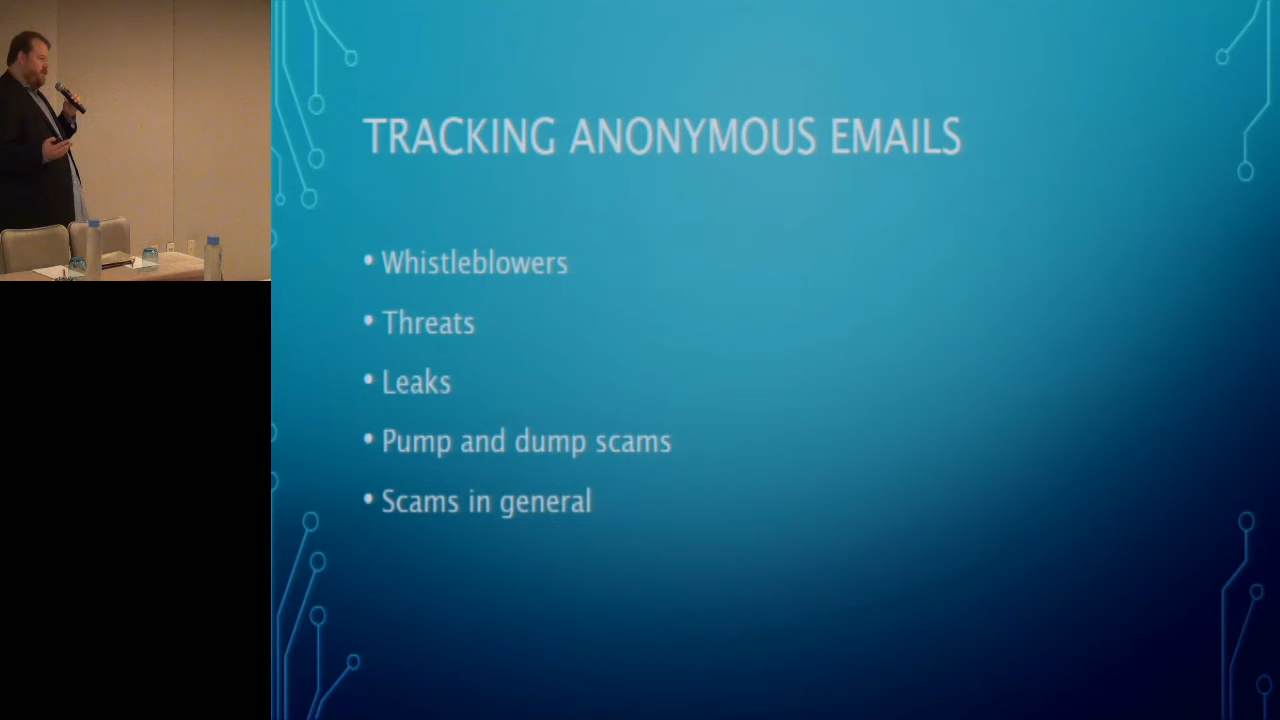 TRACKING ANONYMOUS EMAILS
• Whistleblowers
• Threats
• Leaks
• Pump and dump scams
• Scams in general